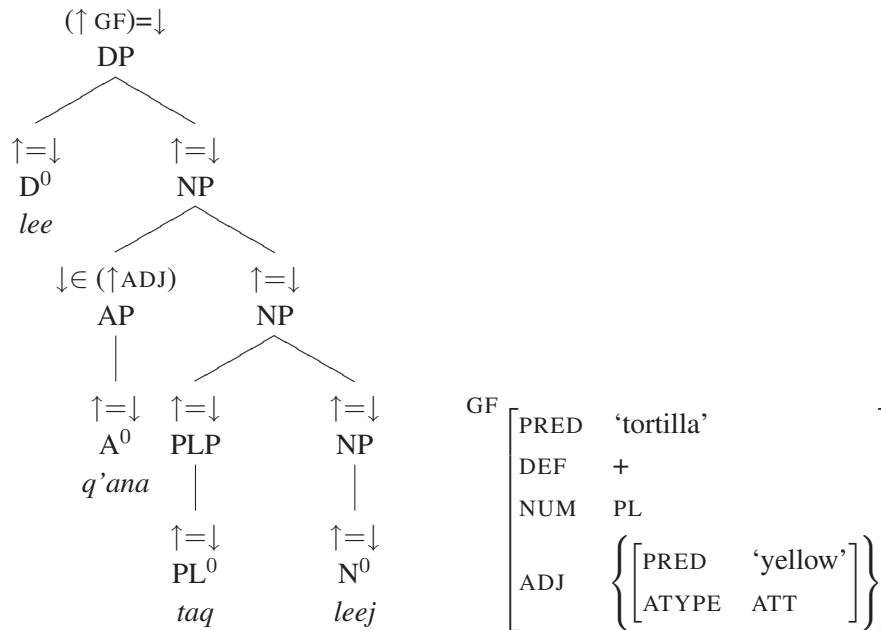 (↑ GF)=↓
DP
↑=↓ ↑=↓
D⁰ NP
lee
↓∈ (↑ADJ) ↑=↓
AP NP
↑=↓ ↑=↓ ↑=↓
A⁰ PLP NP
q’ana
↑=↓ ↑=↓
PL⁰ N⁰
taq leej
GF
PRED ‘tortilla’
DEF +
NUM PL
ADJ {[PRED ‘yellow’
ATYPE ATT]}